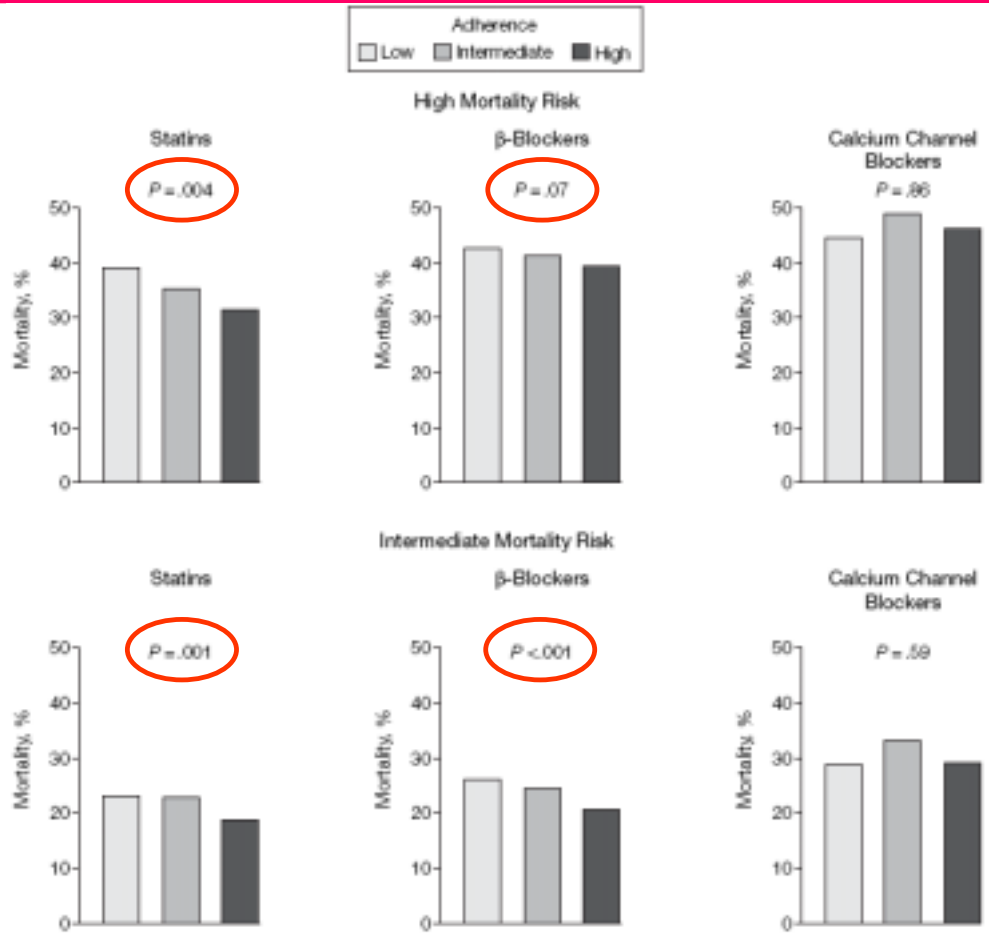 Adherence
Low Intermediate High
High Mortality Risk
Statins
P = .004
50
40
30
20
10
0
Mortality, %
β-Blockers
P = .07
50
40
30
20
10
0
Mortality, %
Calcium Channel
Blockers
P = .86
50
40
30
20
10
0
Mortality, %
Intermediate Mortality Risk
Statins
P = .001
50
40
30
20
10
0
Mortality, %
β-Blockers
P <.001
50
40
30
20
10
0
Mortality, %
Calcium Channel
Blockers
P = .59
50
40
30
20
10
0
Mortality, %